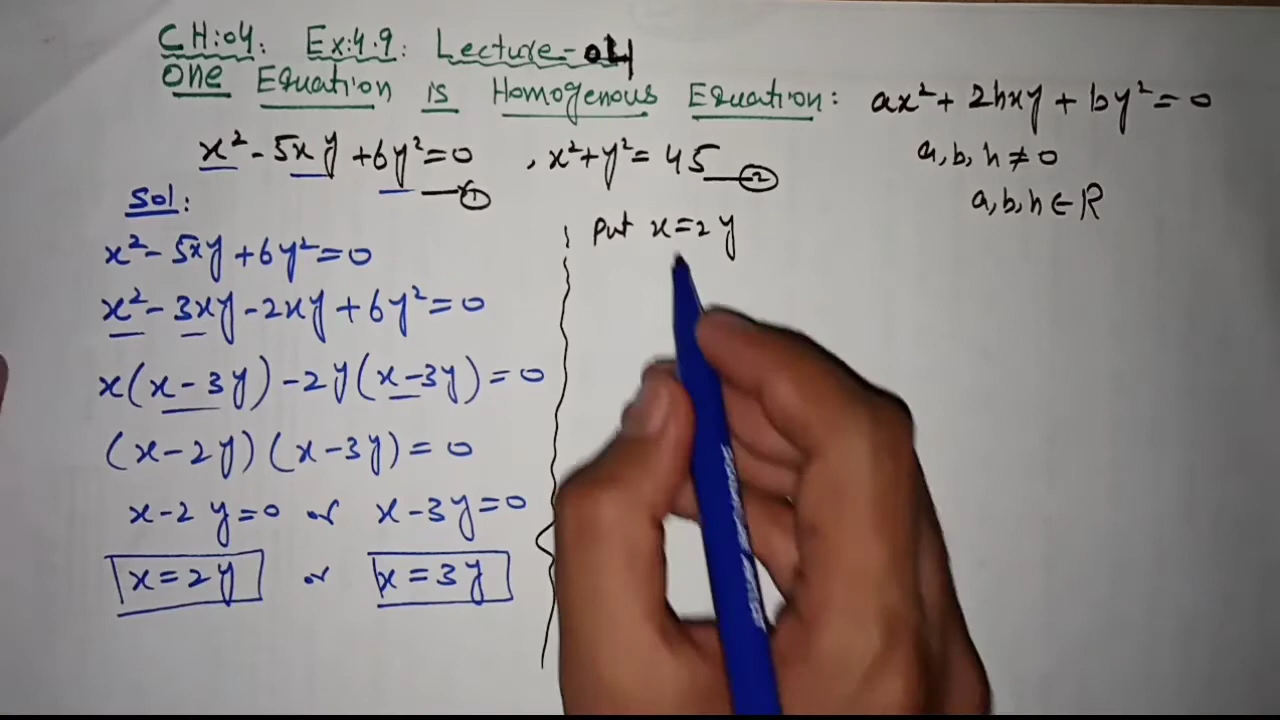 CH:04: Ex:4.9: Lecture-04
One Equation is Homogenous Equation: ax²+2hxy+by²=0
x²-5xy+6y²=0 ① , x²+y²=45 ②
a,b,h≠0
a,b,h∈R
Sol:
x²-5xy+6y²=0
x²-3xy-2xy+6y²=0
x(x-3y)-2y(x-3y)=0
(x-2y)(x-3y)=0
x-2y=0 or x-3y=0
x=2y or x=3y
Put x=2y